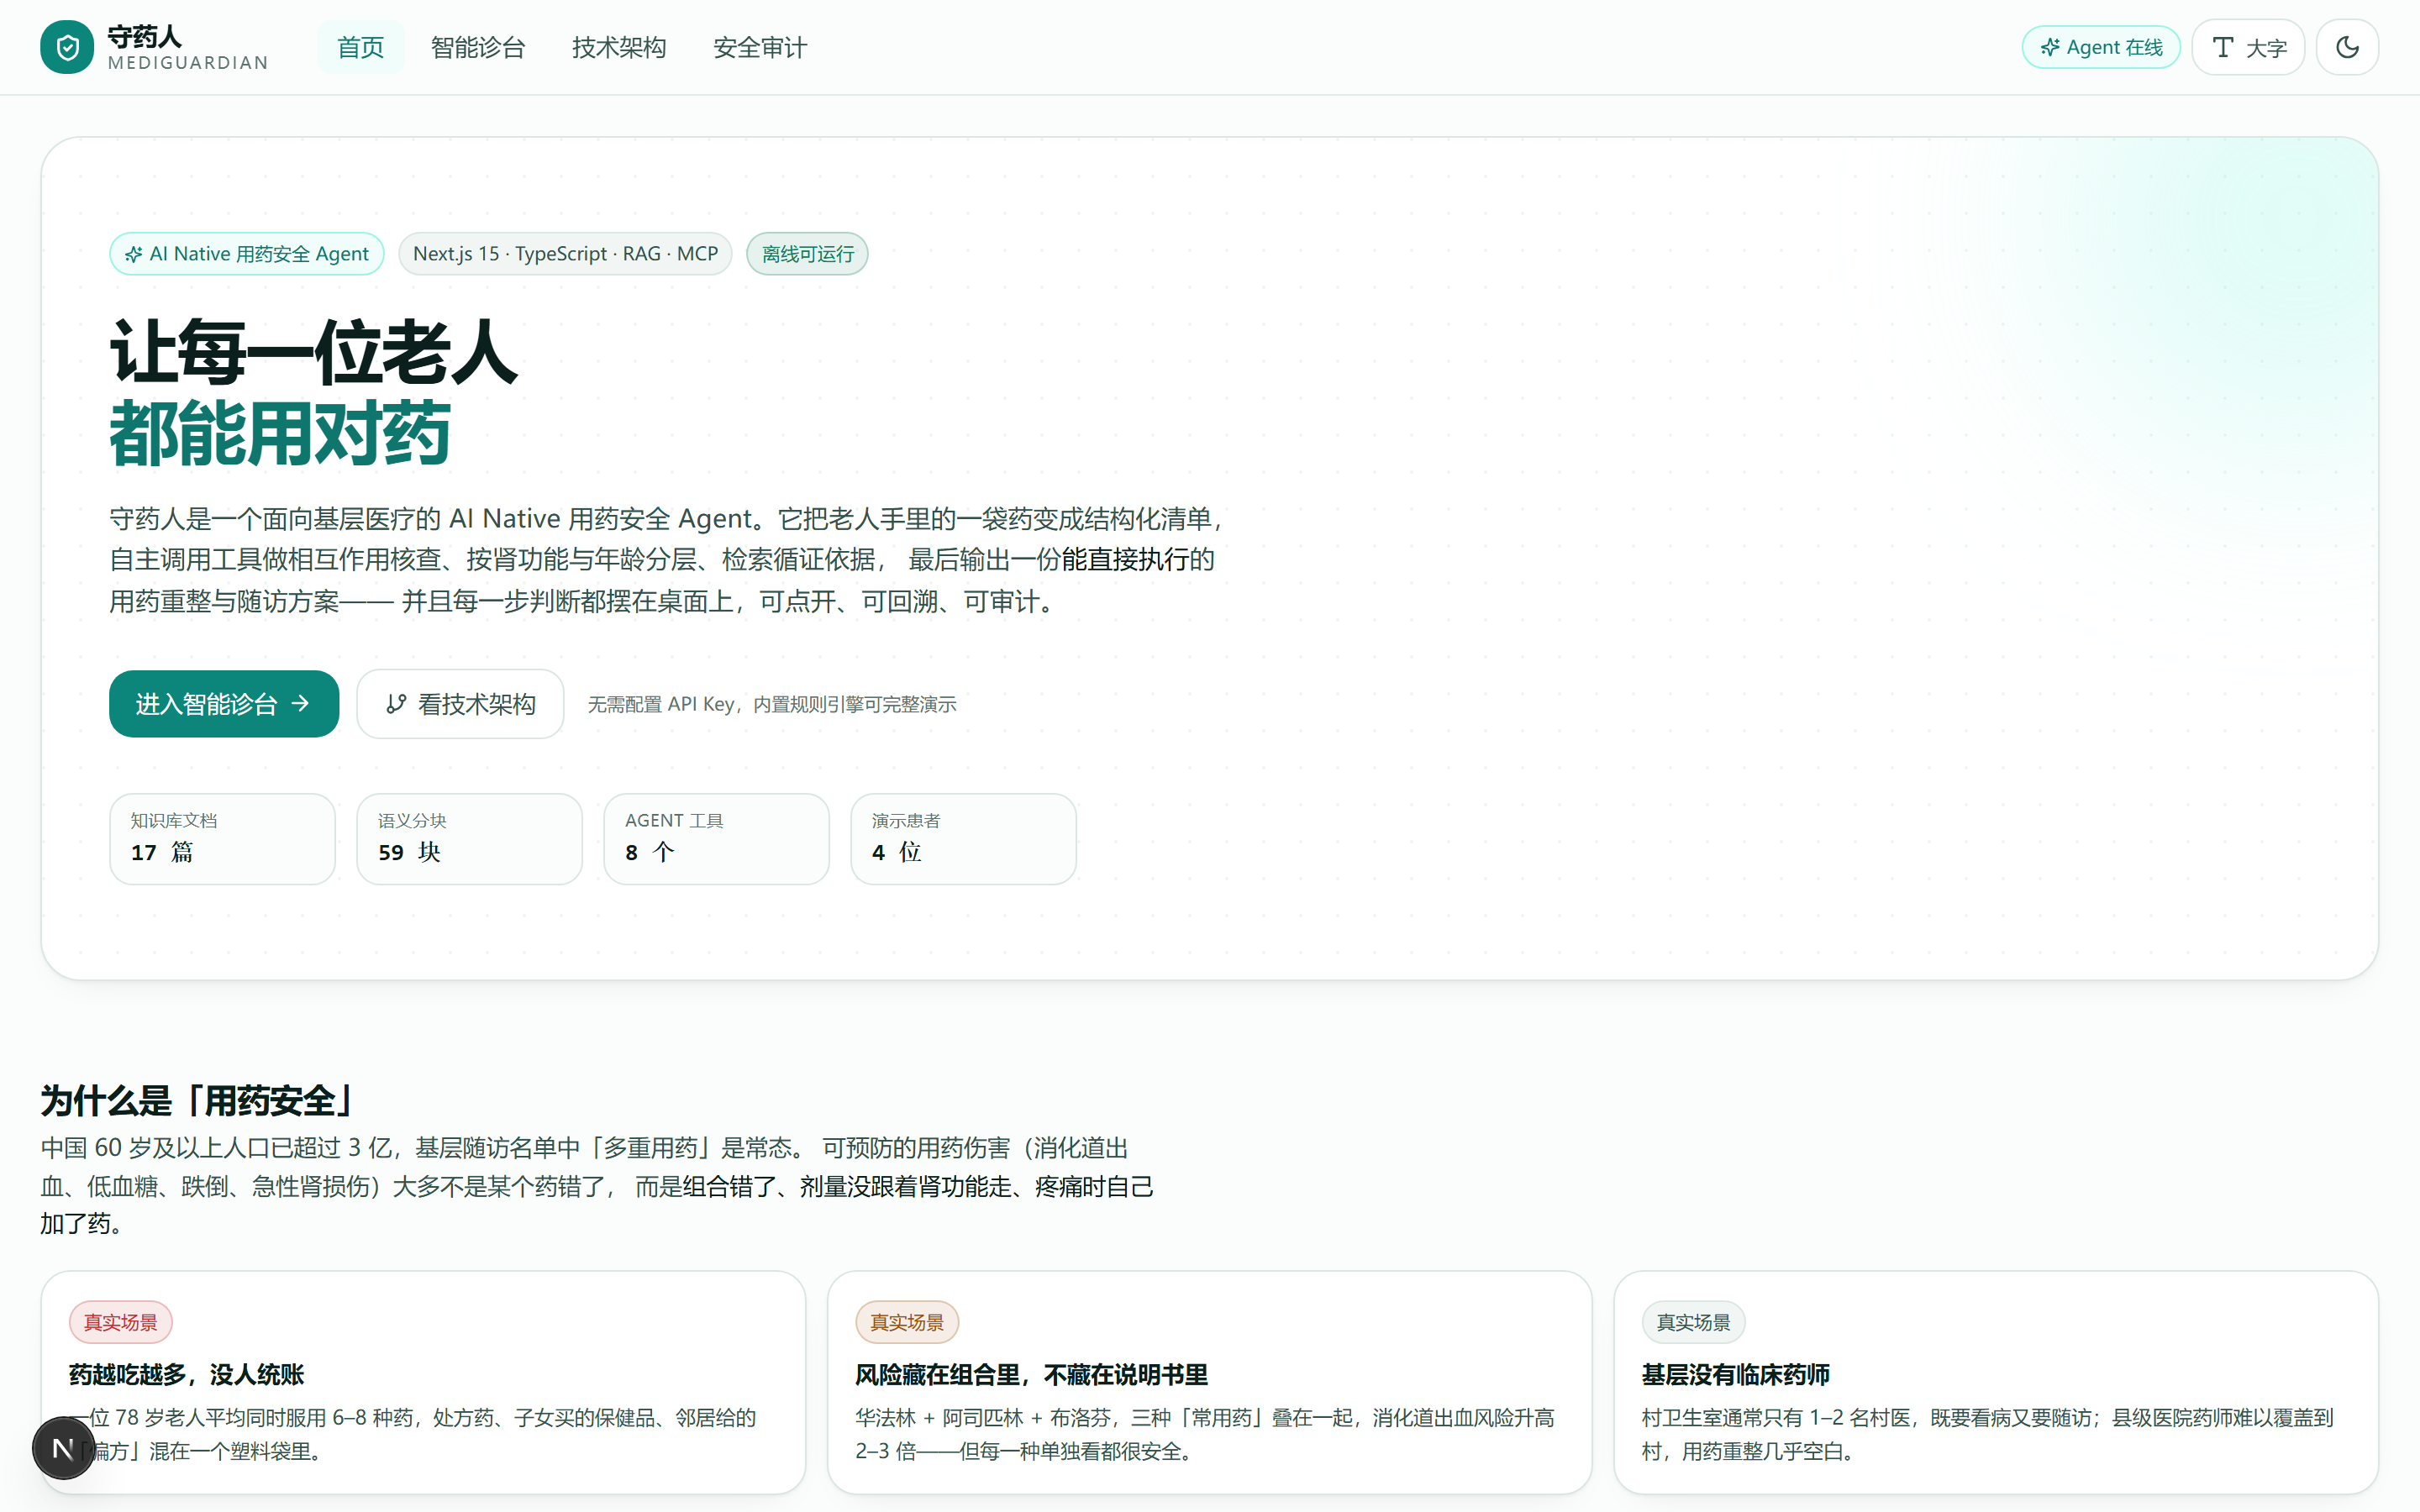 守药人
MEDIGUARDIAN
首页
智能诊台
技术架构
安全审计
Agent 在线
大字
AI Native 用药安全 Agent
Next.js 15 · TypeScript · RAG · MCP
离线可运行
让每一位老人
都能用对药
守药人是一个面向基层医疗的 AI Native 用药安全 Agent。它把老人手里的一袋药变成结构化清单，
自主调用工具做相互作用核查、按肾功能与年龄分层、检索循证依据， 最后输出一份能直接执行的
用药重整与随访方案—— 并且每一步判断都摆在桌面上，可点开、可回溯、可审计。
进入智能诊台
看技术架构
无需配置 API Key，内置规则引擎可完整演示
知识库文档
17 篇
语义分块
59 块
AGENT 工具
8 个
演示患者
4 位
为什么是「用药安全」
中国 60 岁及以上人口已超过 3 亿，基层随访名单中「多重用药」是常态。 可预防的用药伤害（消化道出
血、低血糖、跌倒、急性肾损伤）大多不是某个药错了， 而是组合错了、剂量没跟着肾功能走、疼痛时自己
加了药。
真实场景
药越吃越多，没人统账
一位 78 岁老人平均同时服用 6–8 种药，处方药、子女买的保健品、邻居给的
「偏方」混在一个塑料袋里。
真实场景
风险藏在组合里，不藏在说明书里
华法林 + 阿司匹林 + 布洛芬，三种「常用药」叠在一起，消化道出血风险升高
2–3 倍——但每一种单独看都很安全。
真实场景
基层没有临床药师
村卫生室通常只有 1–2 名村医，既要看病又要随访；县级医院药师难以覆盖到
村，用药重整几乎空白。
N